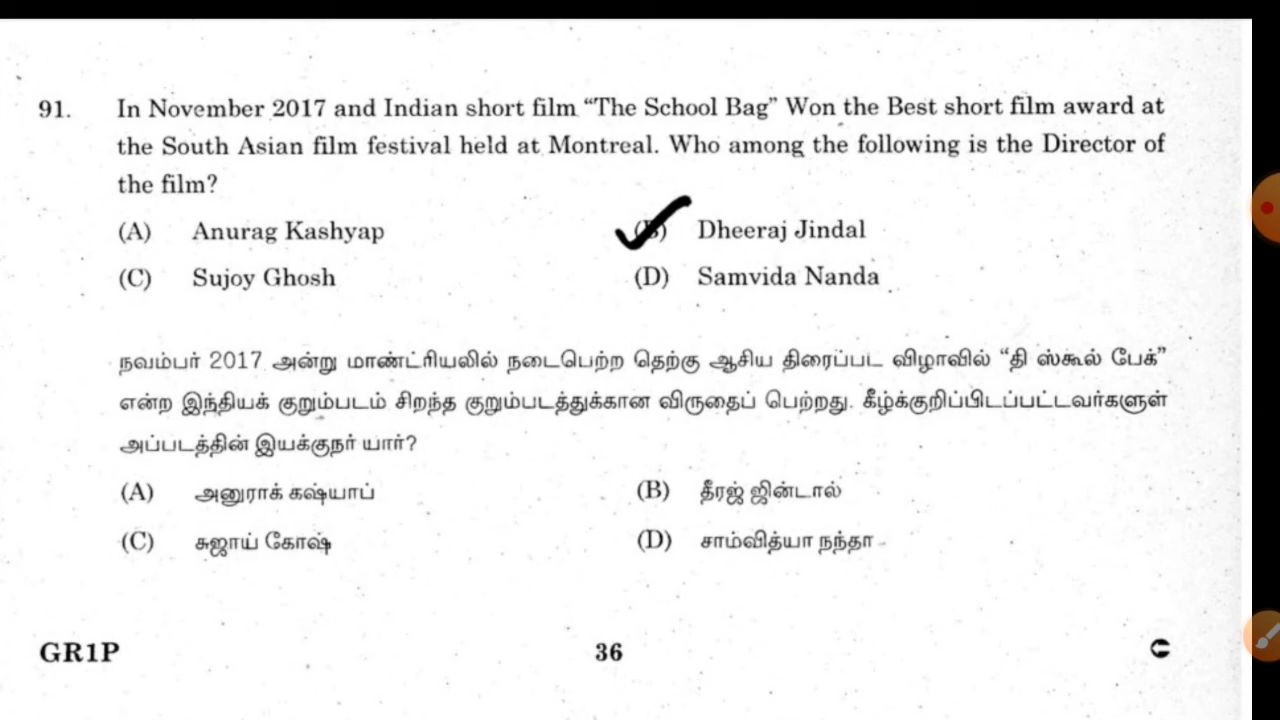 91. In November 2017 and Indian short film “The School Bag” Won the Best short film award at
the South Asian film festival held at Montreal. Who among the following is the Director of
the film?
(A) Anurag Kashyap (B) Dheeraj Jindal
(C) Sujoy Ghosh (D) Samvida Nanda
நவம்பர் 2017 அன்று மாண்ட்ரியலில் நடைபெற்ற தெற்கு ஆசிய திரைப்பட விழாவில் “தி ஸ்கூல் பேக்”
என்ற இந்தியக் குறும்படம் சிறந்த குறும்படத்துக்கான விருதைப் பெற்றது. கீழ்க்குறிப்பிடப்பட்டவர்களுள்
அப்படத்தின் இயக்குநர் யார்?
(A) அனுராக் கஷ்யாப் (B) தீரஜ் ஜின்டால்
(C) சுஜாய் கோஷ் (D) சாம்வித்யா நந்தா
GR1P 36